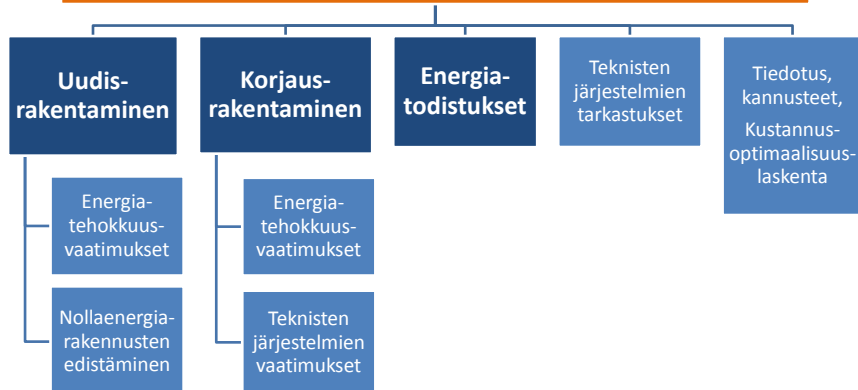 Uudis-
rakentaminen
Korjaus-
rakentaminen
Energia-
todistukset
Teknisten
järjestelmien
tarkastukset
Tiedotus,
kannusteet,
Kustannus-
optimaalisuus-
laskenta
Energia-
tehokkuus-
vaatimukset
Energia-
tehokkuus-
vaatimukset
Nollaenergia-
rakennusten
edistäminen
Teknisten
järjestelmien
vaatimukset